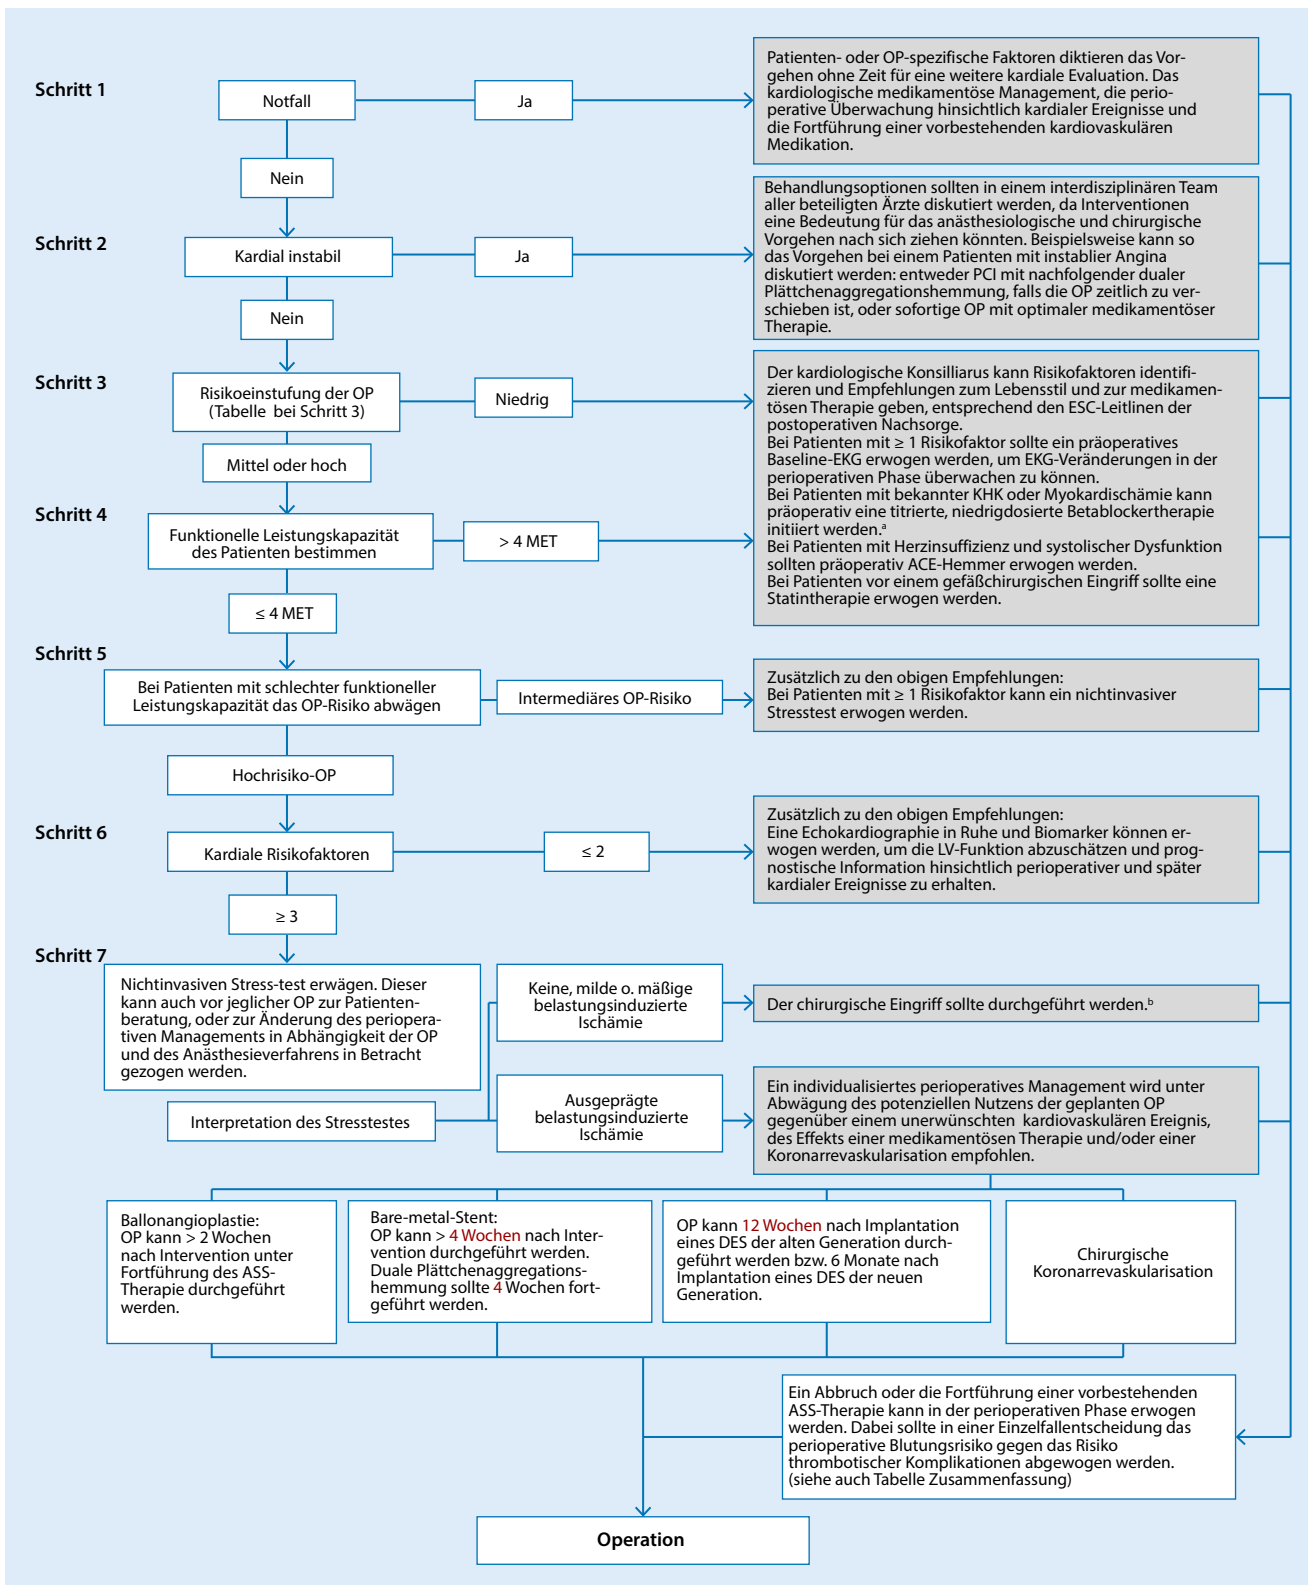 Schritt 1
Notfall
Ja
Patienten- oder OP-spezifische Faktoren diktieren das Vor-
gehen ohne Zeit für eine weitere kardiale Evaluation. Das
kardiologische medikamentöse Management, die perio-
perative Überwachung hinsichtlich kardialer Ereignisse und
die Fortführung einer vorbestehenden kardiovaskulären
Medikation.
Nein
Schritt 2
Kardial instabil
Ja
Behandlungsoptionen sollten in einem interdisziplinären Team
aller beteiligten Ärzte diskutiert werden, da Interventionen
eine Bedeutung für das anästhesiologische und chirurgische
Vorgehen nach sich ziehen könnten. Beispielsweise kann so
das Vorgehen bei einem Patienten mit instablier Angina
diskutiert werden: entweder PCI mit nachfolgender dualer
Plättchenaggregationshemmung, falls die OP zeitlich zu ver-
schieben ist, oder sofortige OP mit optimaler medikamentöser
Therapie.
Nein
Schritt 3
Risikoeinstufung der OP
(Tabelle bei Schritt 3)
Niedrig
Der kardiologische Konsilliarus kann Risikofaktoren identifi-
zieren und Empfehlungen zum Lebensstil und zur medikamen-
tösen Therapie geben, entsprechend den ESC-Leitlinen der
postoperativen Nachsorge.
Bei Patienten mit ≥ 1 Risikofaktor sollte ein präoperatives
Baseline-EKG erwogen werden, um EKG-Veränderungen in der
perioperativen Phase überwachen zu können.
Bei Patienten mit bekannter KHK oder Myokardischämie kann
präoperativ eine titrierte, niedrigdosierte Betablockertherapie
initiiert werden.ᵃ
Bei Patienten mit Herzinsuffizienz und systolischer Dysfunktion
sollten präoperativ ACE-Hemmer erwogen werden.
Bei Patienten vor einem gefäßchirurgischen Eingriff sollte eine
Statintherapie erwogen werden.
Mittel oder hoch
Schritt 4
Funktionelle Leistungskapazität
des Patienten bestimmen
> 4 MET
≤ 4 MET
Schritt 5
Bei Patienten mit schlechter funktioneller
Leistungskapazität das OP-Risiko abwägen
Intermediäres OP-Risiko
Zusätzlich zu den obigen Empfehlungen:
Bei Patienten mit ≥ 1 Risikofaktor kann ein nichtinvasiver
Stresstest erwogen werden.
Hochrisiko-OP
Schritt 6
Kardiale Risikofaktoren
≤ 2
Zusätzlich zu den obigen Empfehlungen:
Eine Echokardiographie in Ruhe und Biomarker können er-
wogen werden, um die LV-Funktion abzuschätzen und prog-
nostische Information hinsichtlich perioperativer und später
kardialer Ereignisse zu erhalten.
≥ 3
Schritt 7
Nichtinvasiven Stress-test erwägen. Dieser
kann auch vor jeglicher OP zur Patienten-
beratung, oder zur Änderung des periopera-
tiven Managements in Abhängigkeit der OP
und des Anästhesieverfahrens in Betracht
gezogen werden.
Keine, milde o. mäßige
belastungsinduzierte
Ischämie
Der chirurgische Eingriff sollte durchgeführt werden.ᵇ
Interpretation des Stresstestes
Ausgeprägte
belastungsinduzierte
Ischämie
Ein individualisiertes perioperatives Management wird unter
Abwägung des potenziellen Nutzens der geplanten OP
gegenüber einem unerwünschten kardiovaskulären Ereignis,
des Effekts einer medikamentösen Therapie und/oder einer
Koronarrevaskularisation empfohlen.
Ballonangioplastie:
OP kann > 2 Wochen
nach Intervention unter
Fortführung des ASS-
Therapie durchgeführt
werden.
Bare-metal-Stent:
OP kann > 4 Wochen nach Inter-
vention durchgeführt werden.
Duale Plättchenaggregations-
hemmung sollte 4 Wochen fort-
geführt werden.
OP kann 12 Wochen nach Implantation
eines DES der alten Generation durch-
geführt werden bzw. 6 Monate nach
Implantation eines DES der neuen
Generation.
Chirurgische
Koronarrevaskularisation
Ein Abbruch oder die Fortführung einer vorbestehenden
ASS-Therapie kann in der perioperativen Phase erwogen
werden. Dabei sollte in einer Einzelfallentscheidung das
perioperative Blutungsrisiko gegen das Risiko
thrombotischer Komplikationen abgewogen werden.
(siehe auch Tabelle Zusammenfassung)
Operation